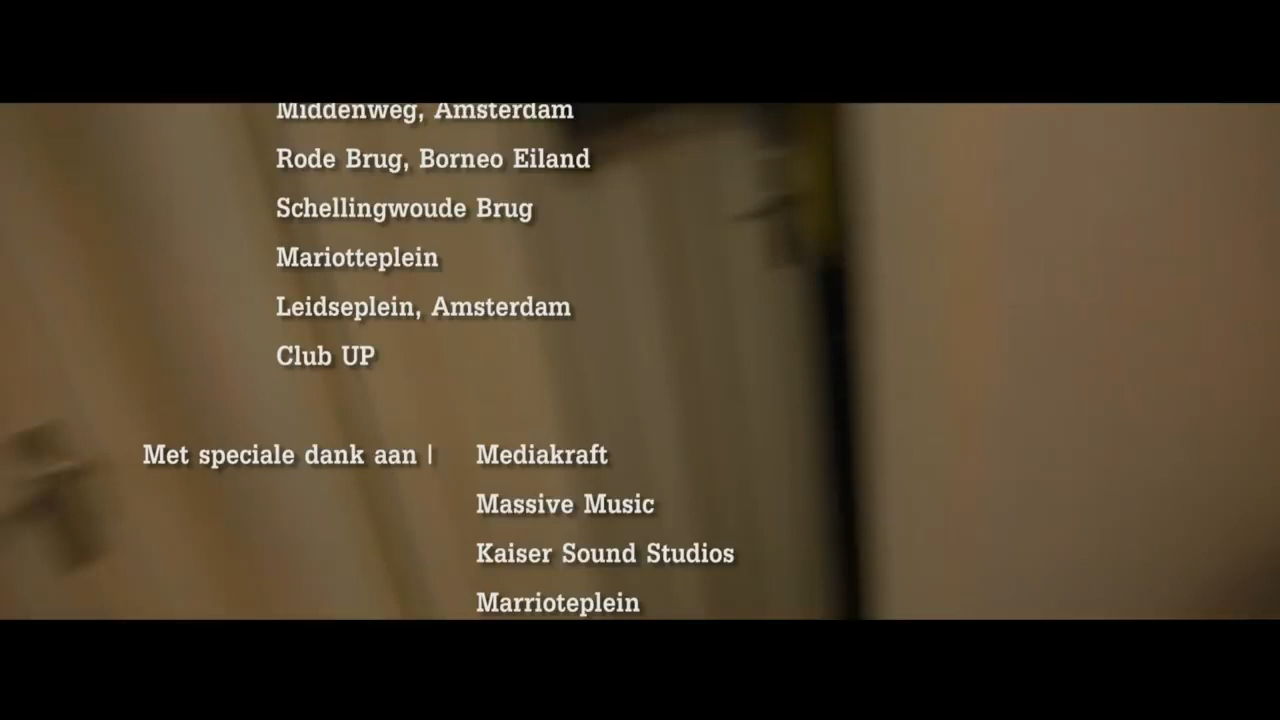 Middenweg, Amsterdam
Rode Brug, Borneo Eiland
Schellingwoude Brug
Mariotteplein
Leidseplein, Amsterdam
Club UP
Met speciale dank aan | Mediakraft
Massive Music
Kaiser Sound Studios
Marrioteplein